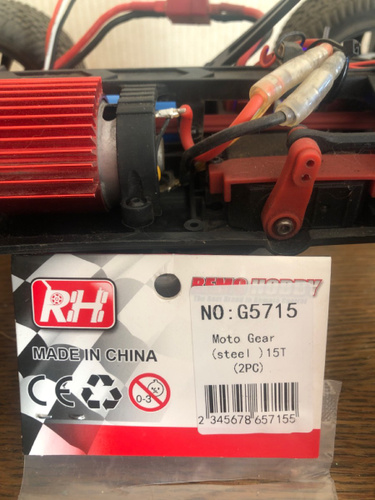 RH
REMO HOBBY
NO:G5715
Moto Gear
(steel )15T
(2PC)
MADE IN CHINA
CE
0-3
2 345678 657155